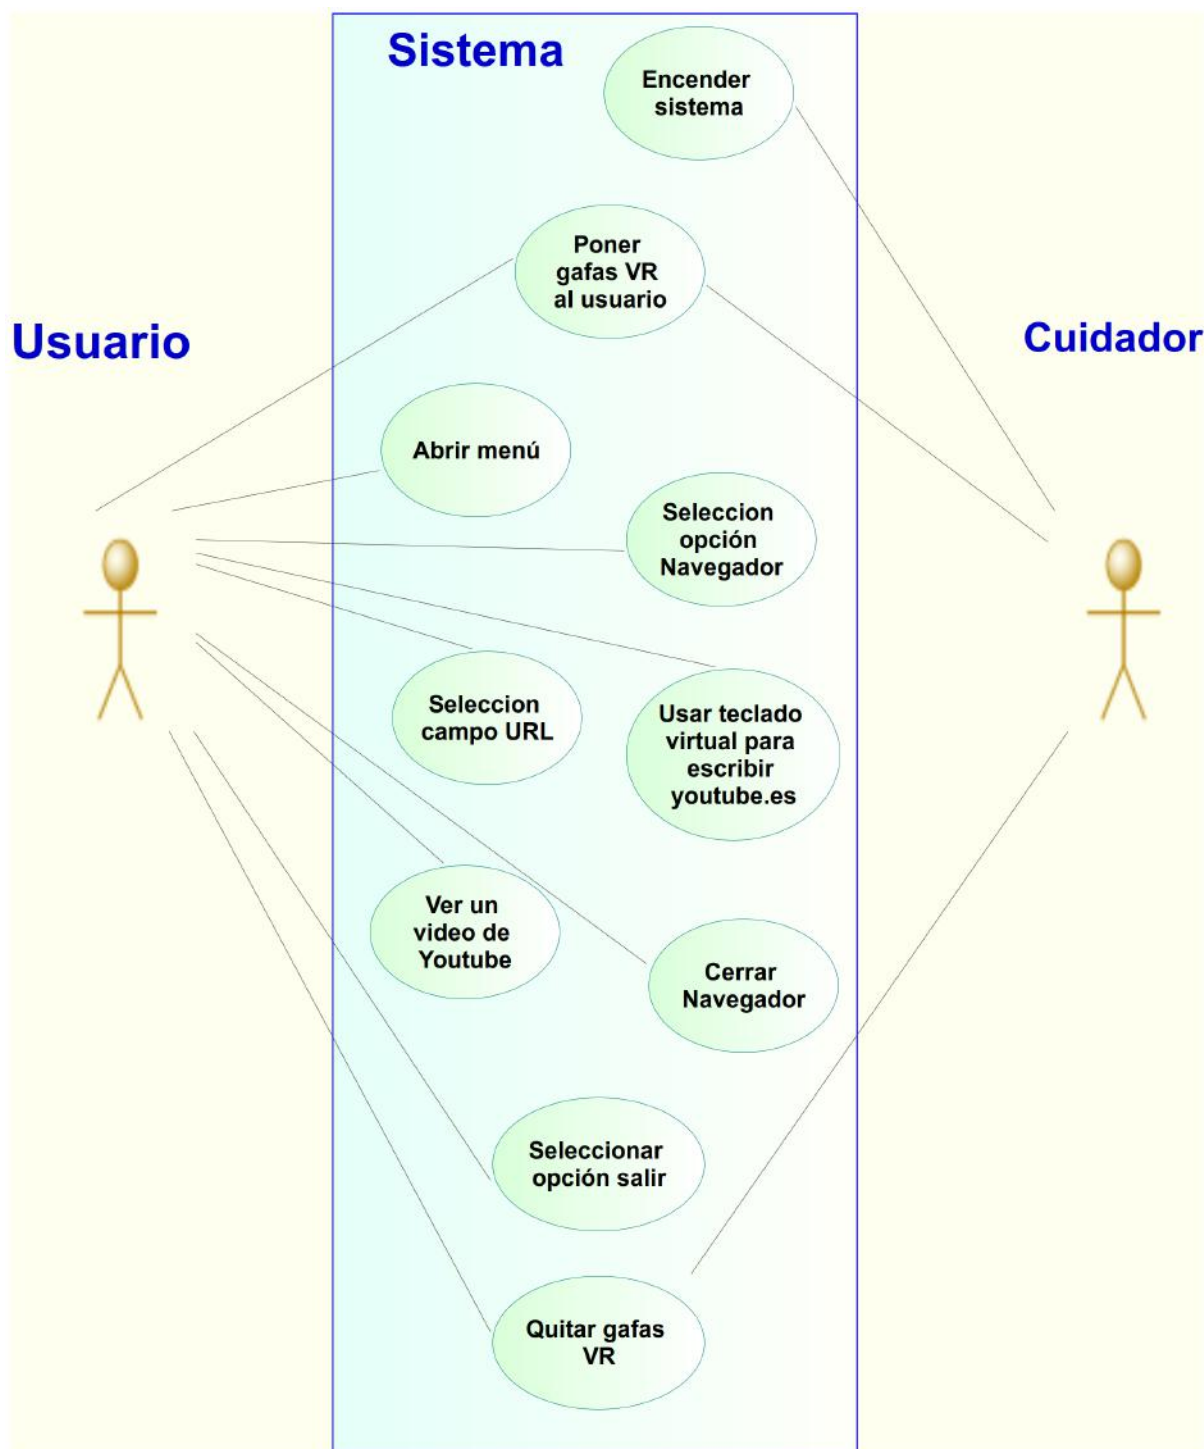 Sistema
Encender
sistema
Poner
gafas VR
al usuario
Usuario
Cuidador
Abrir menú
Seleccion
opción
Navegador
Seleccion
campo URL
Usar teclado
virtual para
escribir
youtube.es
Ver un
video de
Youtube
Cerrar
Navegador
Seleccionar
opción salir
Quitar gafas
VR